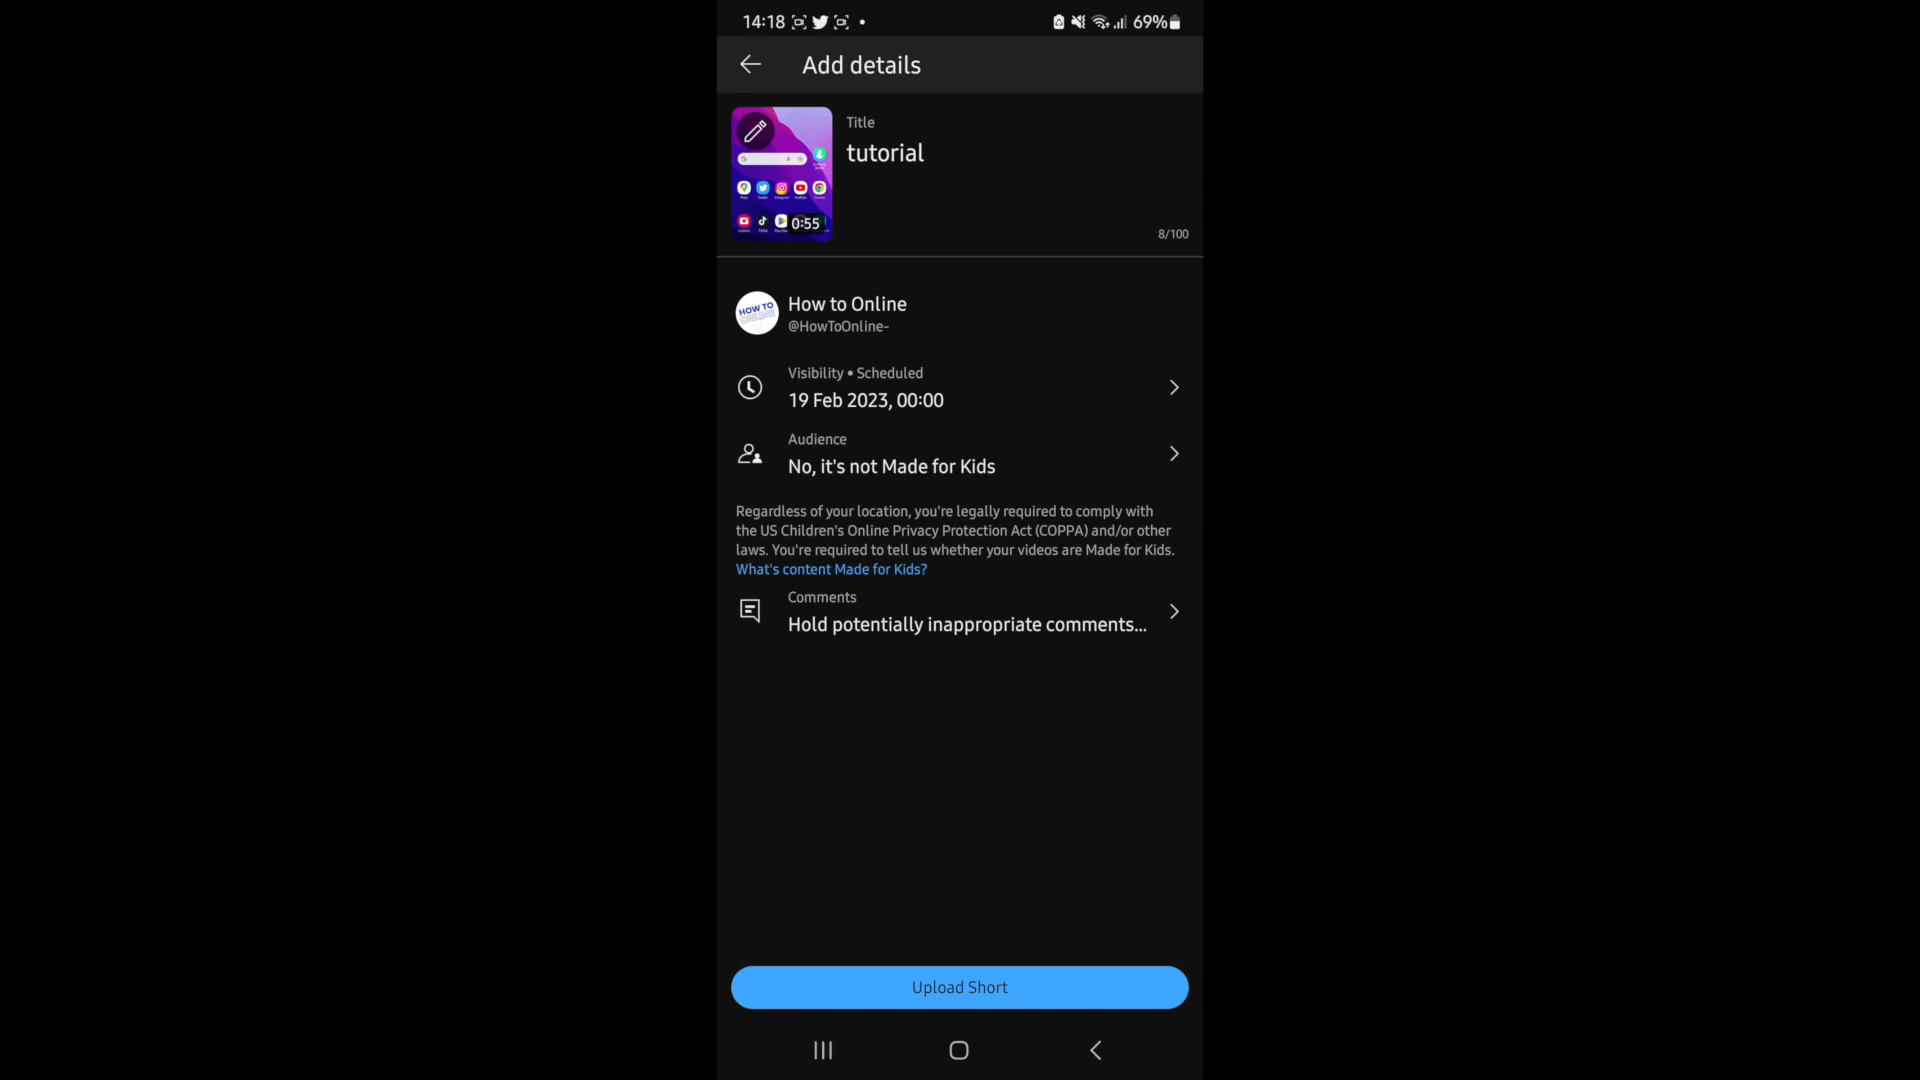 14:18
69%
Add details
Title
tutorial
0:55
8/100
HOW TO
ONLINE
How to Online
@HowToOnline-
Visibility • Scheduled
19 Feb 2023, 00:00
Audience
No, it's not Made for Kids
Regardless of your location, you're legally required to comply with
the US Children's Online Privacy Protection Act (COPPA) and/or other
laws. You're required to tell us whether your videos are Made for Kids.
What's content Made for Kids?
Comments
Hold potentially inappropriate comments...
Upload Short